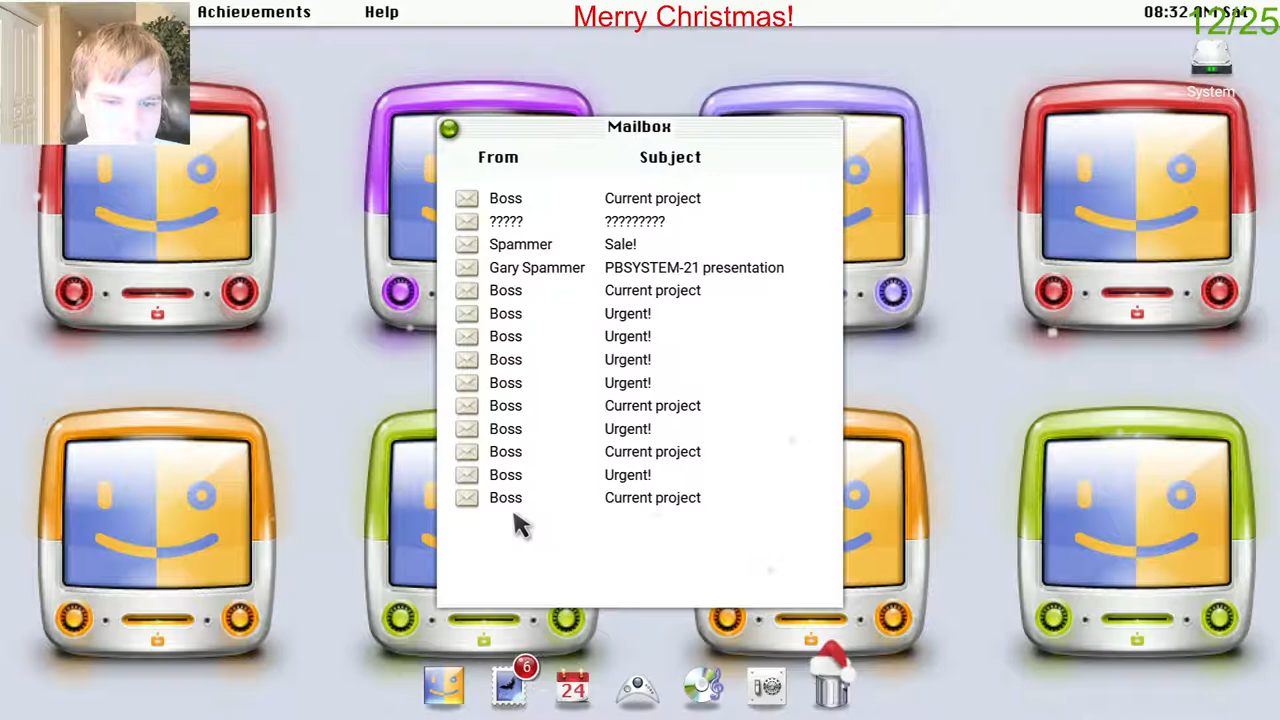 Achievements Help Merry Christmas! 08:32 AM Sat
12/25
System
Mailbox
From Subject
Boss Current project
????? ?????????
Spammer Sale!
Gary Spammer PBSYSTEM-21 presentation
Boss Current project
Boss Urgent!
Boss Urgent!
Boss Urgent!
Boss Urgent!
Boss Current project
Boss Urgent!
Boss Current project
Boss Urgent!
Boss Current project
6
24